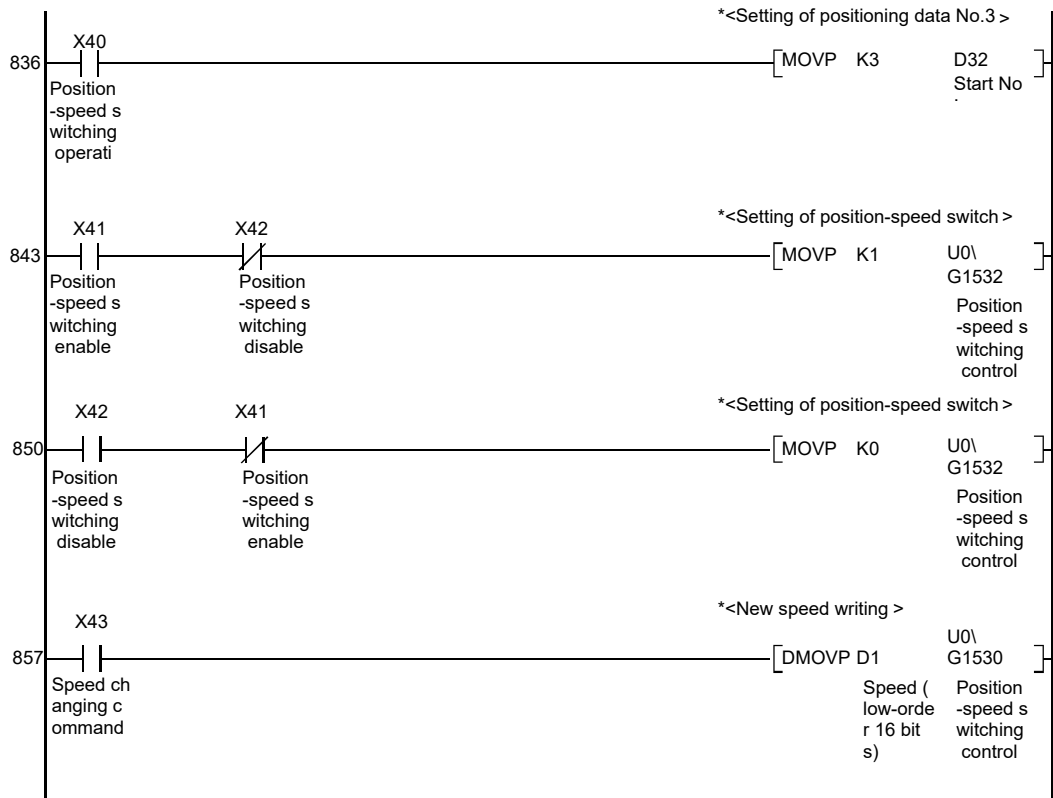 *<Setting of positioning data No.3 >
X40
836
MOVP K3 D32
Start No
.
Position
-speed s
witching
operati
*<Setting of position-speed switch >
X41 X42
843
MOVP K1 U0\
G1532
Position
-speed s
witching
enable
Position
-speed s
witching
disable
Position
-speed s
witching
control
*<Setting of position-speed switch >
X42 X41
850
MOVP K0 U0\
G1532
Position
-speed s
witching
disable
Position
-speed s
witching
enable
Position
-speed s
witching
control
*<New speed writing >
X43
857
DMOVP D1 U0\
G1530
Speed ch
anging c
ommand
Speed (
low-orde
r 16 bit
s)
Position
-speed s
witching
control